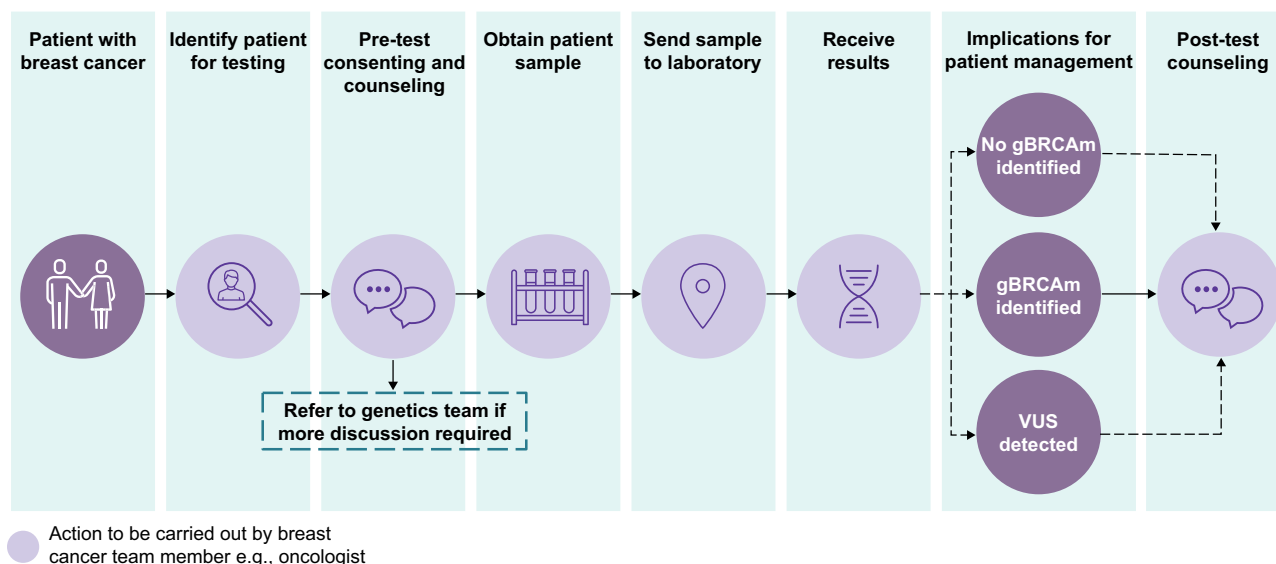 Patient with
breast cancer
Identify patient
for testing
Pre-test
consenting and
counseling
Obtain patient
sample
Send sample
to laboratory
Receive
results
Implications for
patient management
Post-test
counseling
No gBRCAm
identified
gBRCAm
identified
VUS
detected
Refer to genetics team if
more discussion required
Action to be carried out by breast
cancer team member e.g., oncologist